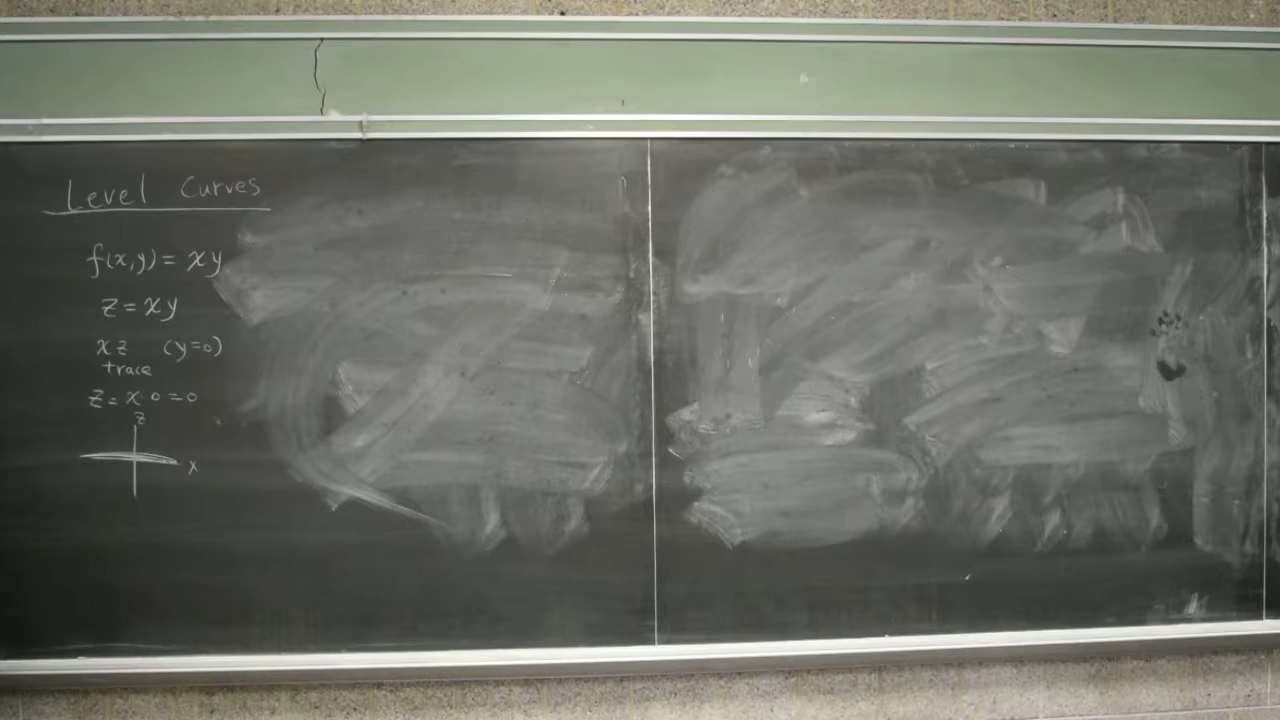 Level Curves
f(x,y) = xy
z = xy
xz (y=0)
trace
z = x·0 = 0
z
x